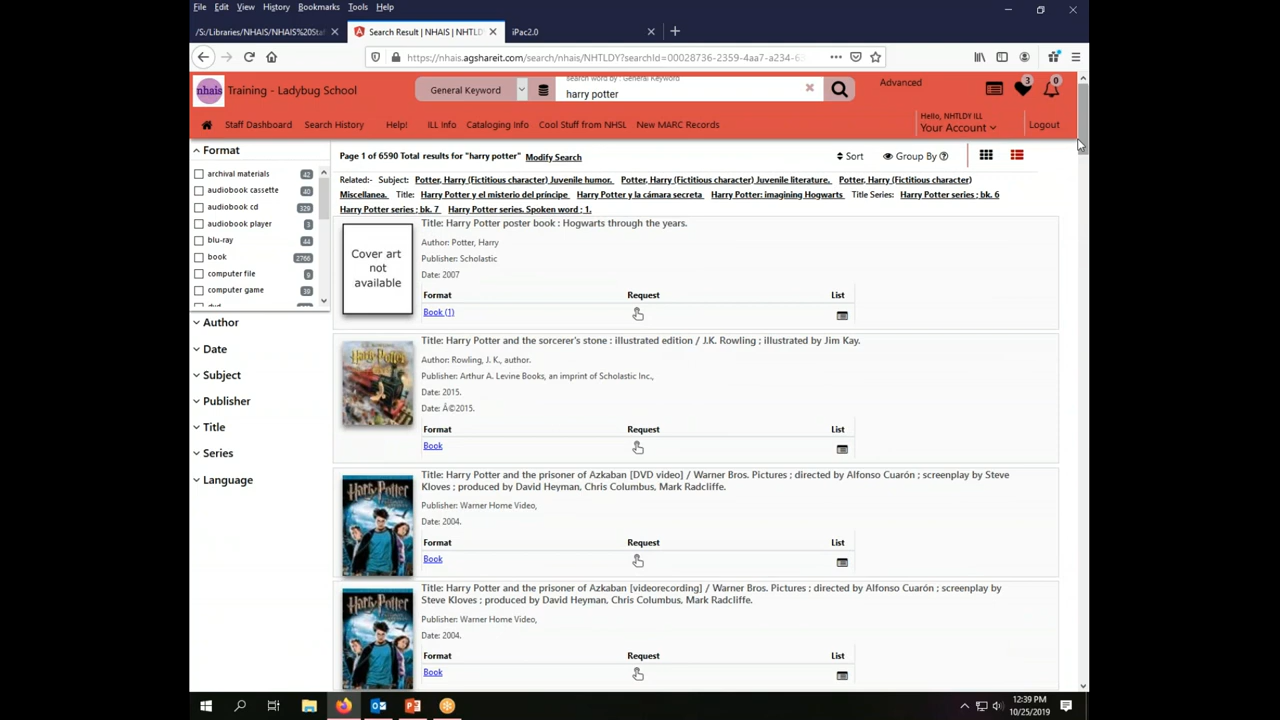 File Edit View History Bookmarks Tools Help
/S:/Libraries/NHAIS/NHAIS%20Sta
Search Result | NHAIS | NHTLD
iPac2.0
https://nhais.agshareit.com/search/nhais/NHTLDY?searchId=00028736-2359-4aa7-a234-6
nhais Training - Ladybug School
General Keyword
search word by : General Keyword
harry potter
Advanced
3
0
Staff Dashboard Search History Help! ILL Info Cataloging Info Cool Stuff from NHSL New MARC Records
Hello, NHTLDY ILL
Your Account
Logout
Format
archival materials 42
audiobook cassette 40
audiobook cd 329
audiobook player 3
blu-ray 44
book 2766
computer file 9
computer game 30
dvd
Author
Date
Subject
Publisher
Title
Series
Language
Page 1 of 6590 Total results for "harry potter" Modify Search
Sort Group By
Related:- Subject: Potter, Harry (Fictitious character) Juvenile humor. Potter, Harry (Fictitious character) Juvenile literature. Potter, Harry (Fictitious character)
Miscellanea. Title: Harry Potter y el misterio del príncipe Harry Potter y la cámara secreta Harry Potter: imagining Hogwarts Title Series: Harry Potter series ; bk. 6
Harry Potter series ; bk. 7 Harry Potter series. Spoken word ; 1.
Cover art
not
available
Title: Harry Potter poster book : Hogwarts through the years.
Author: Potter, Harry
Publisher: Scholastic
Date: 2007
Format Request List
Book (1)
Title: Harry Potter and the sorcerer's stone : illustrated edition / J.K. Rowling ; illustrated by Jim Kay.
Author: Rowling, J. K., author.
Publisher: Arthur A. Levine Books, an imprint of Scholastic Inc.,
Date: 2015.
Date: Â©2015.
Format Request List
Book
Title: Harry Potter and the prisoner of Azkaban [DVD video] / Warner Bros. Pictures ; directed by Alfonso Cuarón ; screenplay by Steve
Kloves ; produced by David Heyman, Chris Columbus, Mark Radcliffe.
Publisher: Warner Home Video,
Date: 2004.
Format Request List
Book
Title: Harry Potter and the prisoner of Azkaban [videorecording] / Warner Bros. Pictures ; directed by Alfonso Cuarón ; screenplay by
Steve Kloves ; produced by David Heyman, Chris Columbus, Mark Radcliffe.
Publisher: Warner Home Video,
Date: 2004.
Format Request List
Book
12:39 PM
10/25/2019